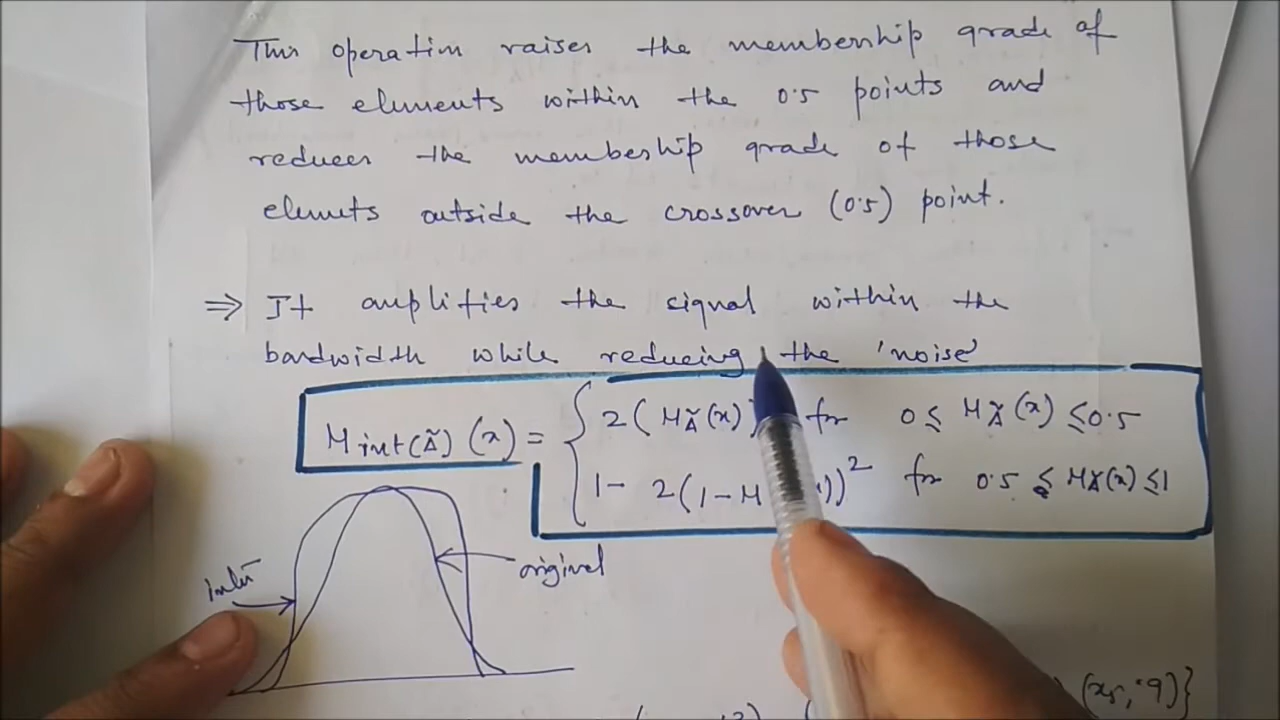 This operation raises the membership grade of
those elements within the 0.5 points and
reduces the membership grade of those
elements outside the crossover (0.5) point.
⇒ It amplifies the signal within the
bandwidth while reducing the 'noise'
μint(Ã)(x) = { 2(μÃ(x) for 0 ≤ μÃ(x) ≤ 0.5
1 - 2(1-μ ))² for 0.5 ≤ μÃ(x) ≤ 1
original
(x5, .9)}